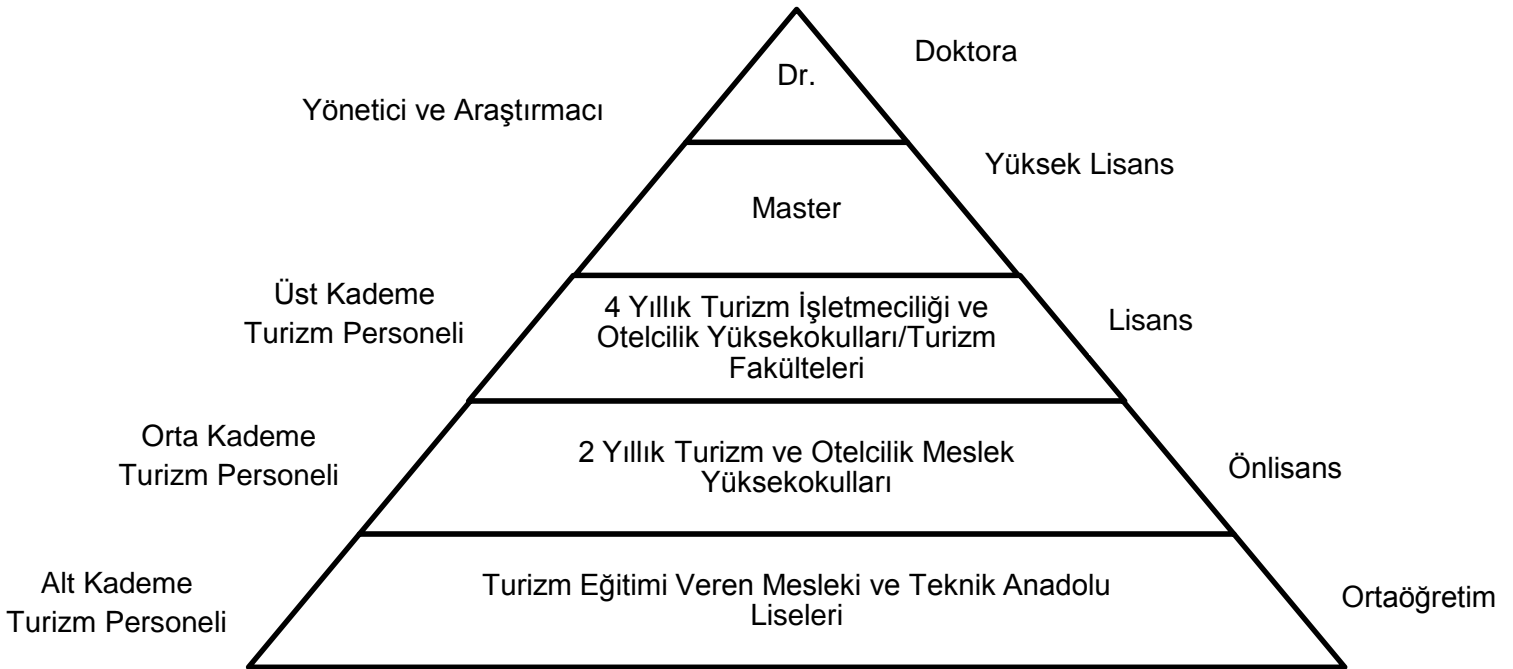 Doktora
Dr.
Yönetici ve Araştırmacı
Yüksek Lisans
Master
Üst Kademe
Turizm Personeli
4 Yıllık Turizm İşletmeciliği ve
Otelcilik Yüksekokulları/Turizm
Fakülteleri
Lisans
Orta Kademe
Turizm Personeli
2 Yıllık Turizm ve Otelcilik Meslek
Yüksekokulları
Önlisans
Alt Kademe
Turizm Personeli
Turizm Eğitimi Veren Mesleki ve Teknik Anadolu
Liseleri
Ortaöğretim